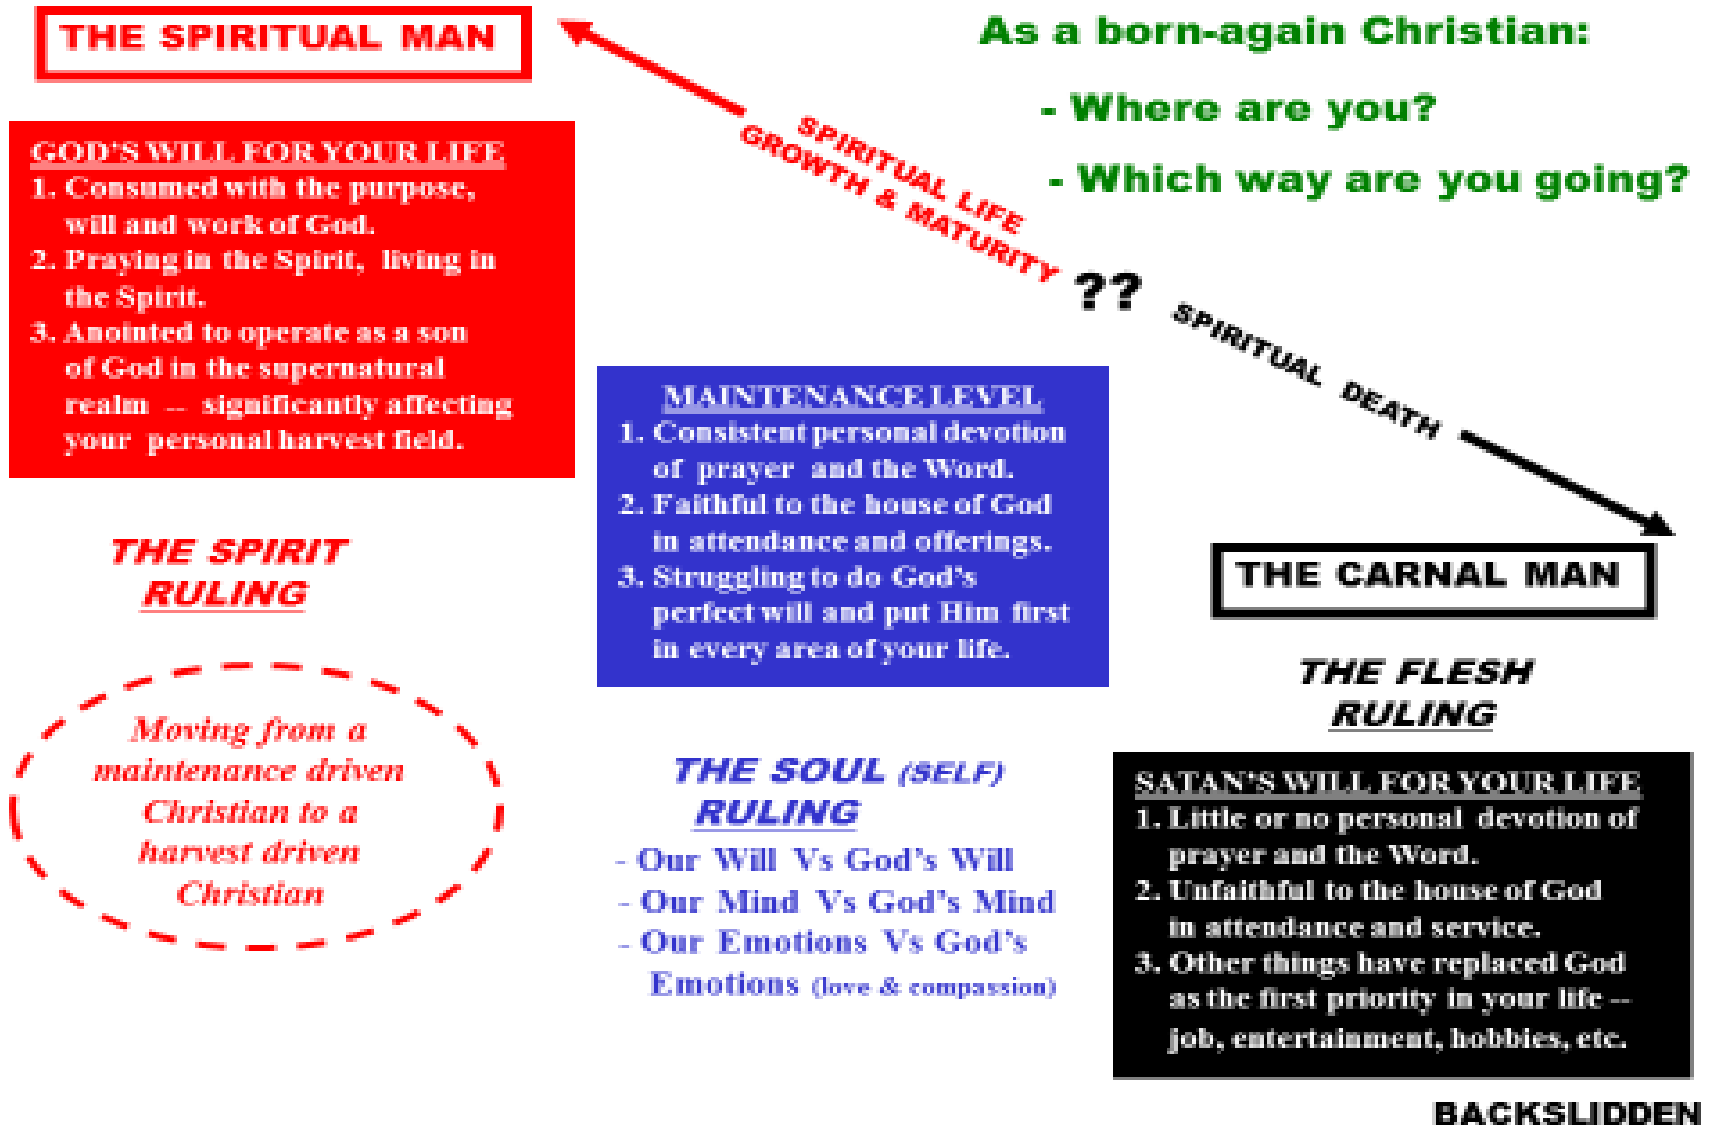 THE SPIRITUAL MAN
As a born-again Christian:
- Where are you?
- Which way are you going?
SPIRITUAL LIFE
GROWTH & MATURITY
??
SPIRITUAL DEATH
GOD'S WILL FOR YOUR LIFE
1. Consumed with the purpose,
will and work of God.
2. Praying in the Spirit, living in
the Spirit.
3. Anointed to operate as a son
of God in the supernatural
realm -- significantly affecting
your personal harvest field.
THE SPIRIT
RULING
Moving from a
maintenance driven
Christian to a
harvest driven
Christian
MAINTENANCE LEVEL
1. Consistent personal devotion
of prayer and the Word.
2. Faithful to the house of God
in attendance and offerings.
3. Struggling to do God's
perfect will and put Him first
in every area of your life.
THE SOUL (SELF)
RULING
- Our Will Vs God's Will
- Our Mind Vs God's Mind
- Our Emotions Vs God's
Emotions (love & compassion)
THE CARNAL MAN
THE FLESH
RULING
SATAN'S WILL FOR YOUR LIFE
1. Little or no personal devotion of
prayer and the Word.
2. Unfaithful to the house of God
in attendance and service.
3. Other things have replaced God
as the first priority in your life --
job, entertainment, hobbies, etc.
BACKSLIDDEN